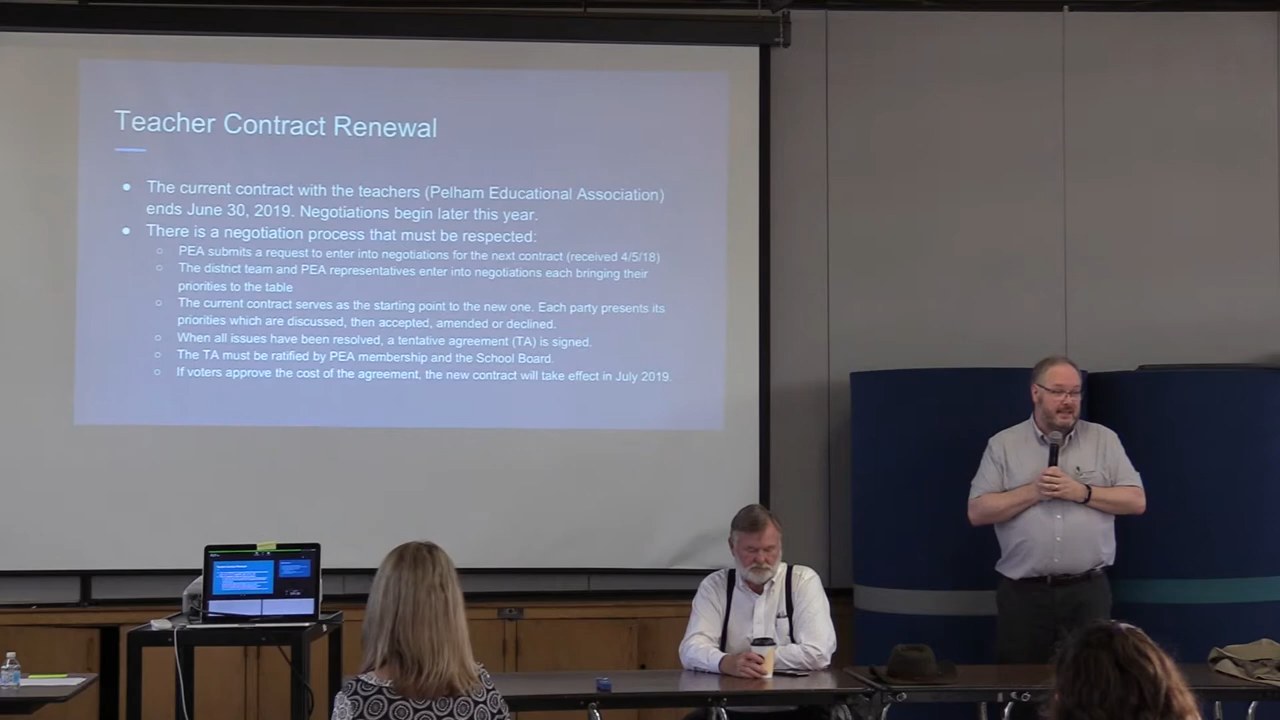 Teacher Contract Renewal
The current contract with the teachers (Pelham Educational Association)
ends June 30, 2019. Negotiations begin later this year.
There is a negotiation process that must be respected:
PEA submits a request to enter into negotiations for the next contract (received 4/5/18)
The district team and PEA representatives enter into negotiations each bringing their
priorities to the table
The current contract serves as the starting point to the new one. Each party presents its
priorities which are discussed, then accepted, amended or declined.
When all issues have been resolved, a tentative agreement (TA) is signed.
The TA must be ratified by PEA membership and the School Board.
If voters approve the cost of the agreement, the new contract will take effect in July 2019.